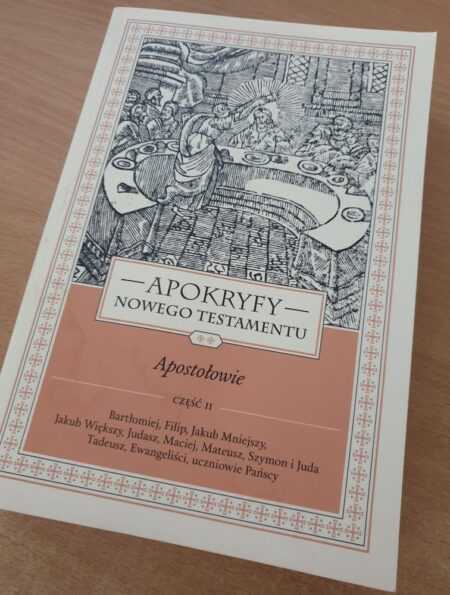 APOKRYFY
NOWEGO TESTAMENTU
Apostołowie
CZĘŚĆ II
Bartłomiej, Filip, Jakub Mniejszy,
Jakub Większy, Judasz, Maciej, Mateusz, Szymon i Juda
Tadeusz, Ewangeliści, uczniowie Pańscy